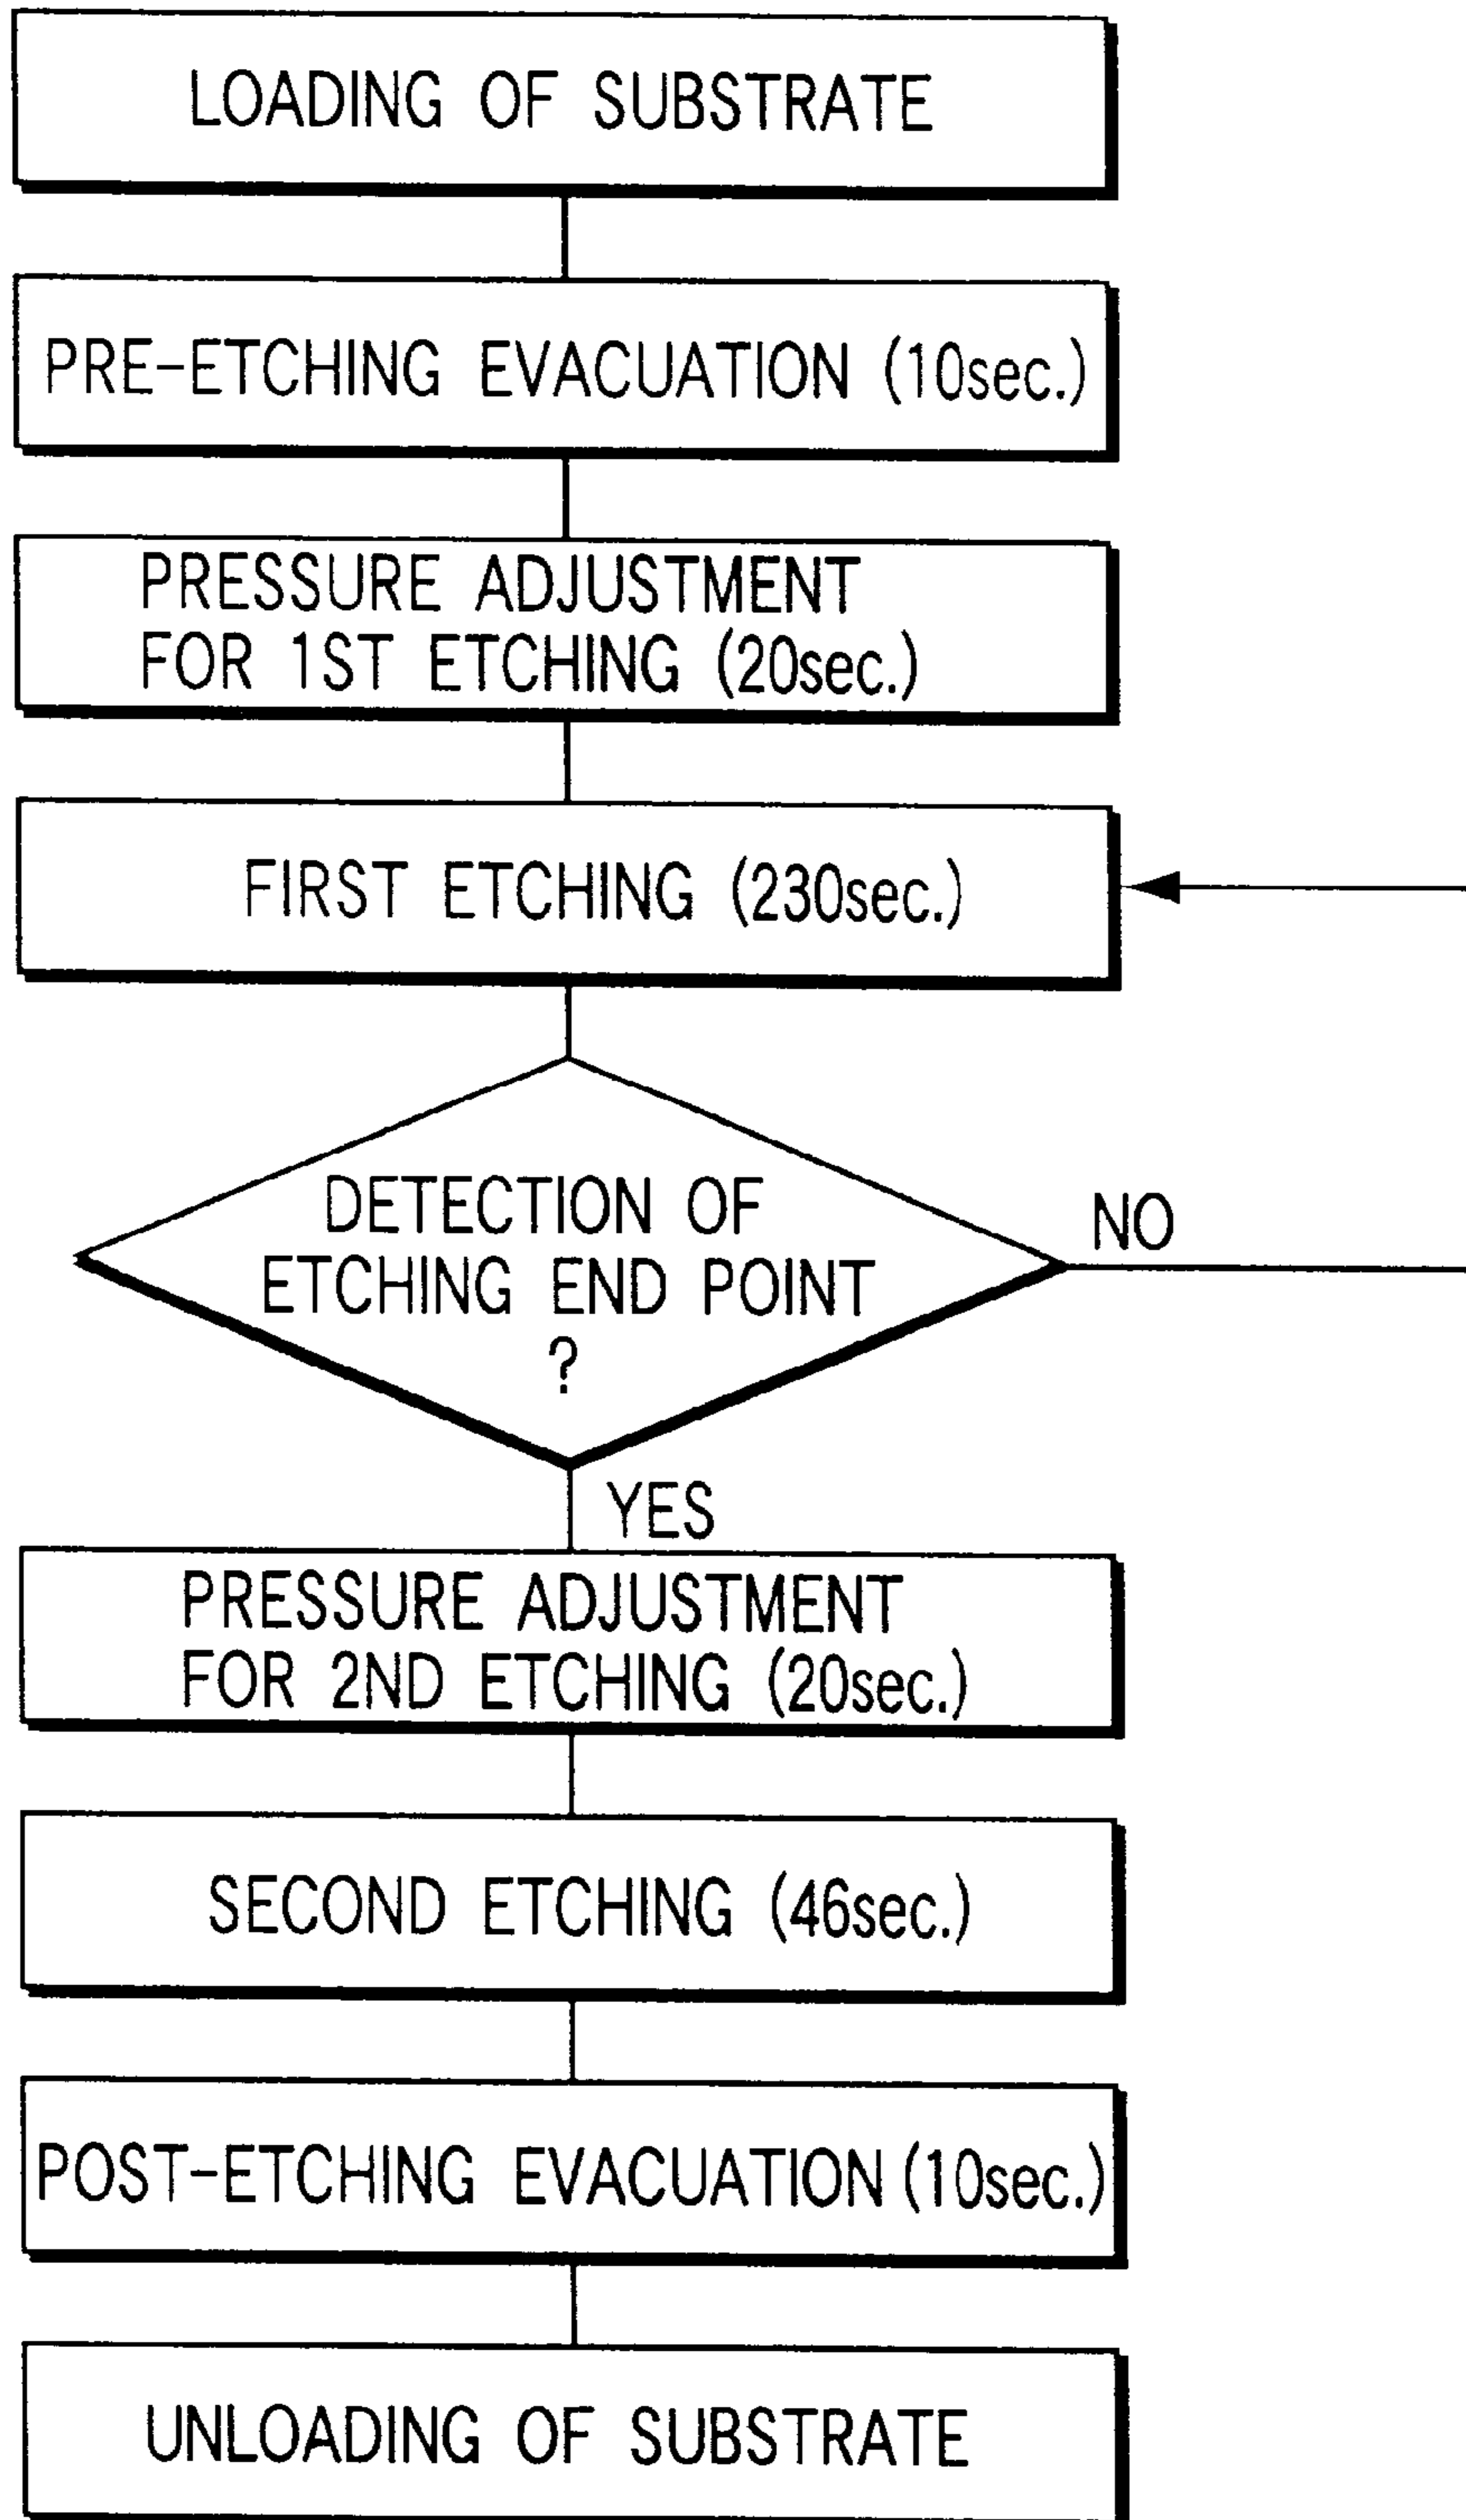 LOADING OF SUBSTRATE
PRE-ETCHING EVACUATION (10sec.)
PRESSURE ADJUSTMENT
FOR 1ST ETCHING (20sec.)
FIRST ETCHING (230sec.)
DETECTION OF
ETCHING END POINT
?
NO
YES
PRESSURE ADJUSTMENT
FOR 2ND ETCHING (20sec.)
SECOND ETCHING (46sec.)
POST-ETCHING EVACUATION (10sec.)
UNLOADING OF SUBSTRATE